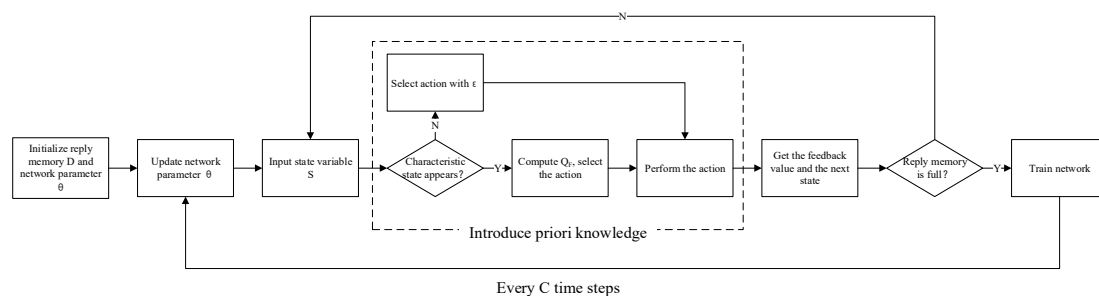 N
Select action with ε
N
Initialize reply
memory D and
network parameter
θ
Update network
parameter θ
Input state variable
S
Characteristic
state appears?
Y
Compute QF, select
the action
Perform the action
Get the feedback
value and the next
state
Reply memory
is full?
Y
Train network
Introduce priori knowledge
Every C time steps